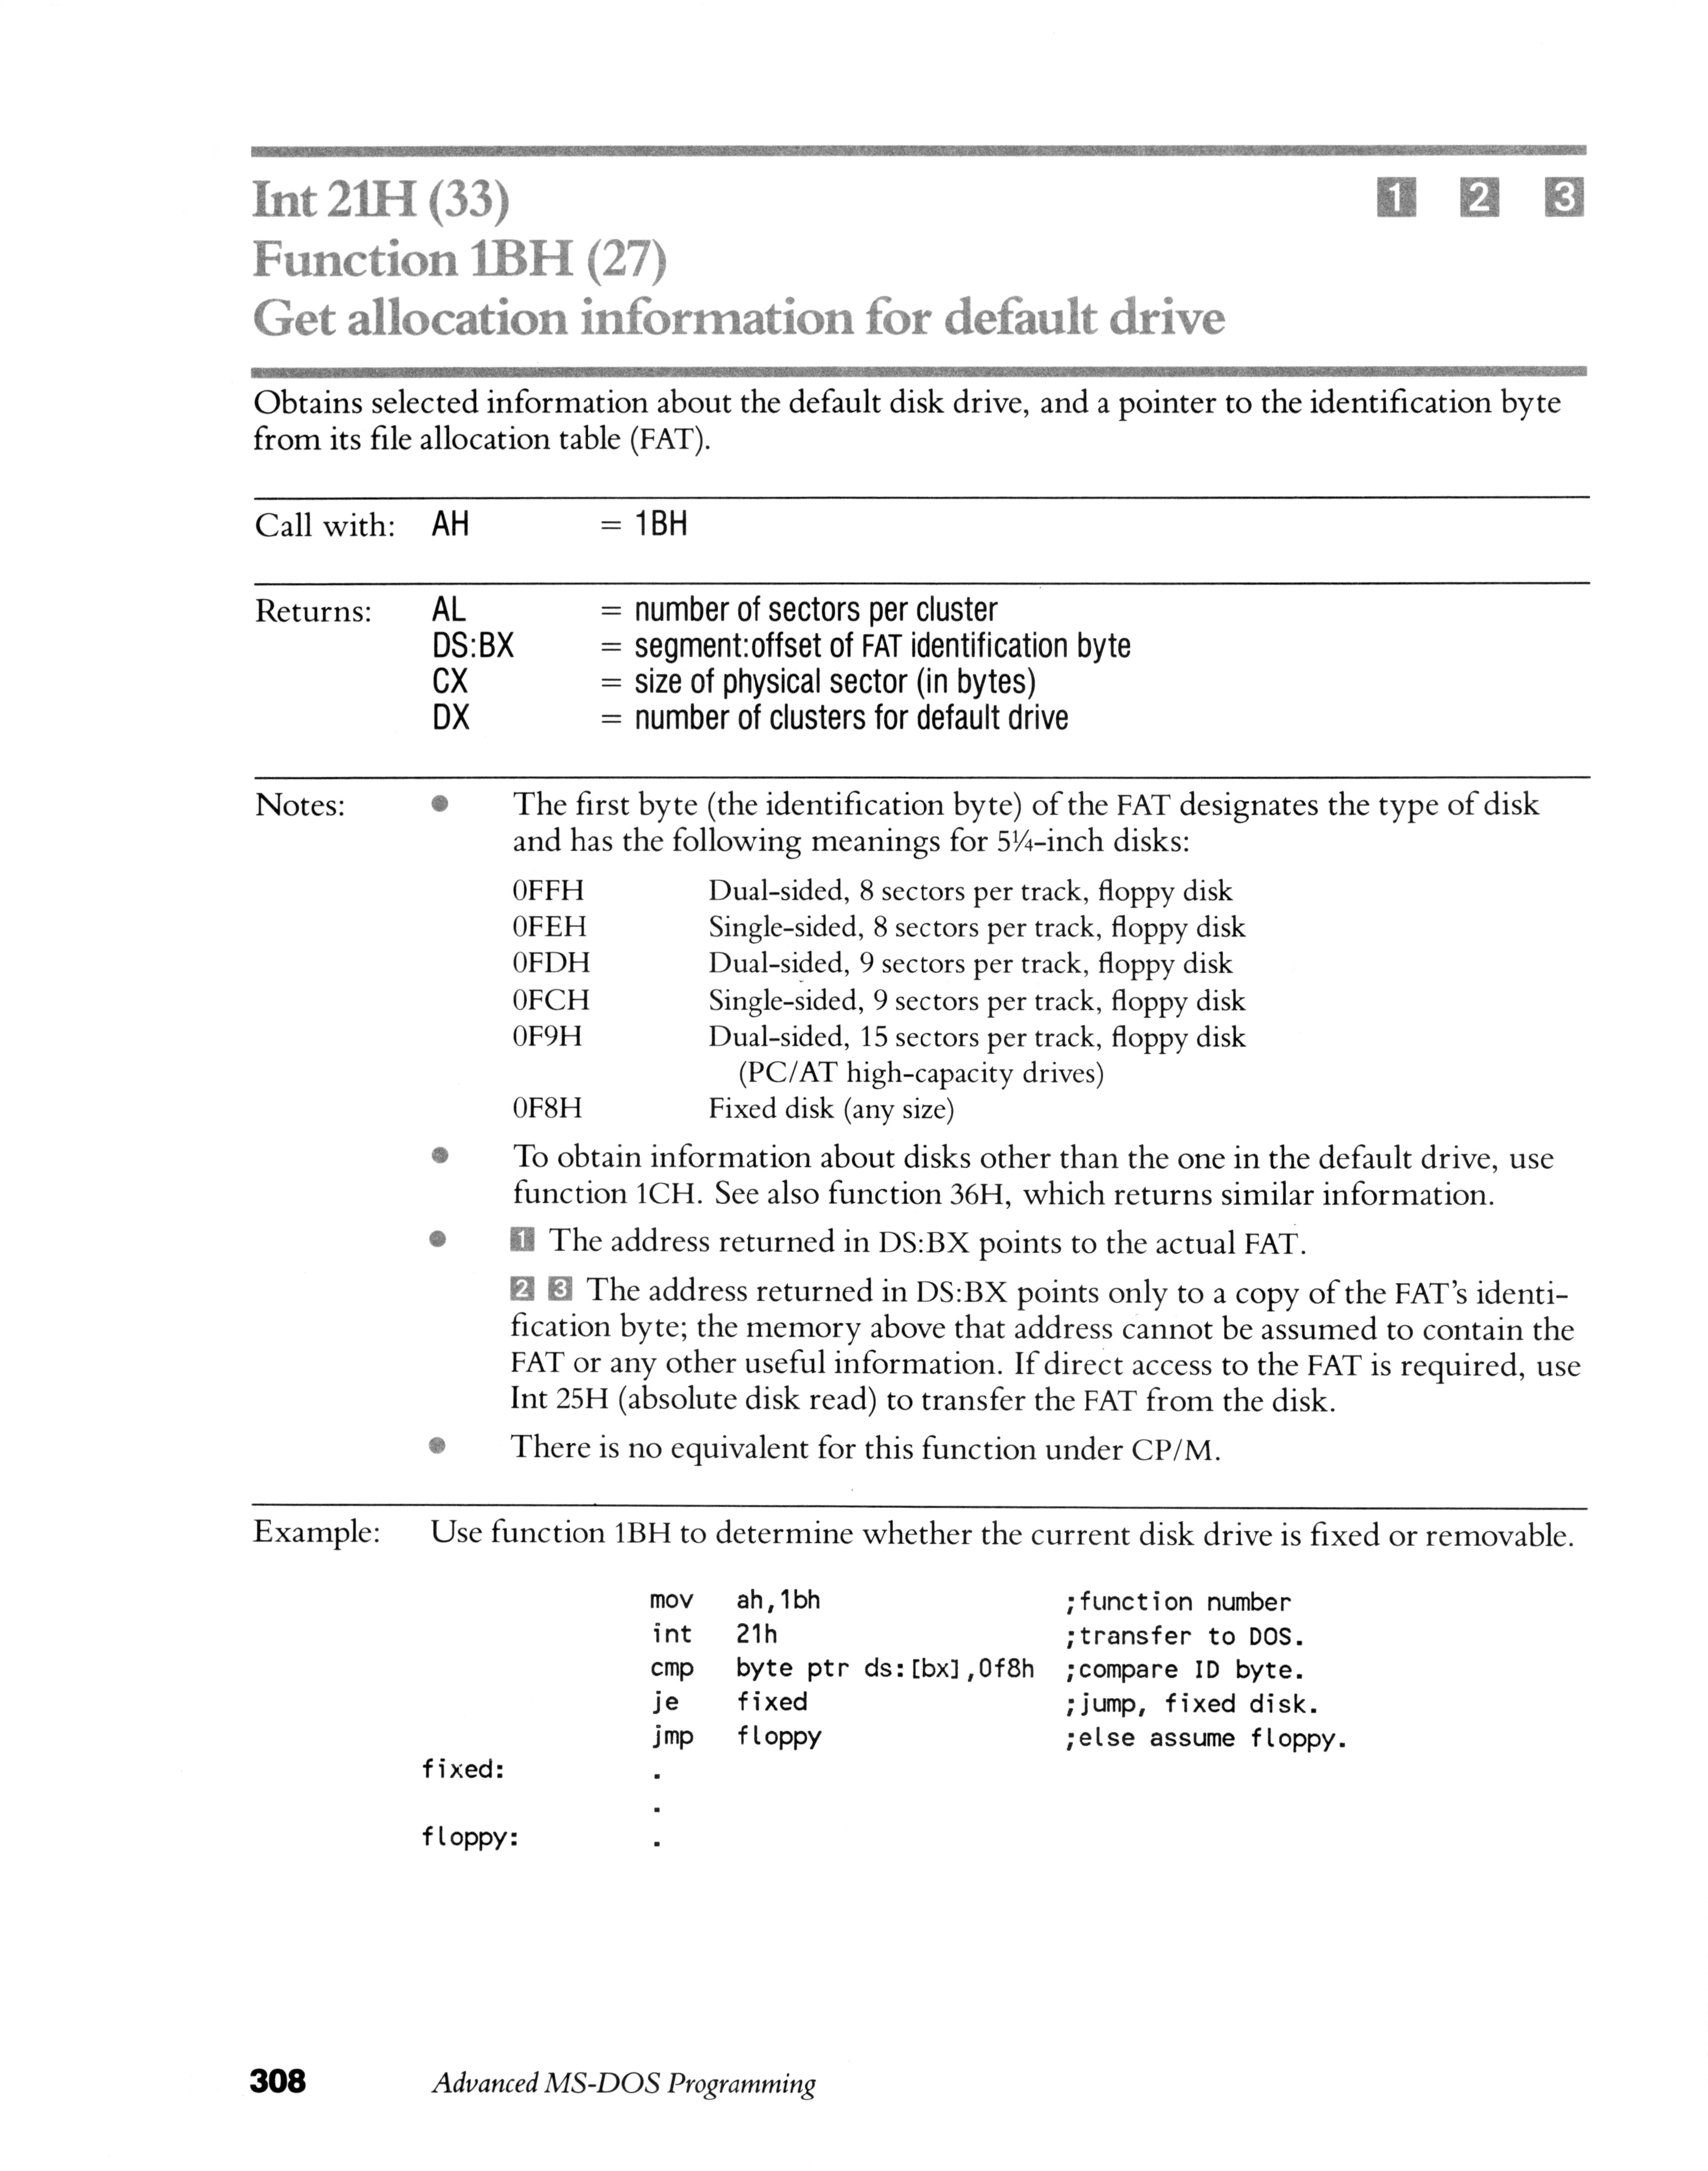 Int 21H (33) 1 2 3
Function 1BH (27)
Get allocation information for default drive
Obtains selected information about the default disk drive, and a pointer to the identification byte
from its file allocation table (FAT).
Call with: AH = 1BH
Returns: AL = number of sectors per cluster
DS:BX = segment:offset of FAT identification byte
CX = size of physical sector (in bytes)
DX = number of clusters for default drive
Notes: • The first byte (the identification byte) of the FAT designates the type of disk
and has the following meanings for 5¼-inch disks:
0FFH Dual-sided, 8 sectors per track, floppy disk
0FEH Single-sided, 8 sectors per track, floppy disk
0FDH Dual-sided, 9 sectors per track, floppy disk
0FCH Single-sided, 9 sectors per track, floppy disk
0F9H Dual-sided, 15 sectors per track, floppy disk
(PC/AT high-capacity drives)
0F8H Fixed disk (any size)
• To obtain information about disks other than the one in the default drive, use
function 1CH. See also function 36H, which returns similar information.
• 1 The address returned in DS:BX points to the actual FAT.
2 3 The address returned in DS:BX points only to a copy of the FAT's identi-
fication byte; the memory above that address cannot be assumed to contain the
FAT or any other useful information. If direct access to the FAT is required, use
Int 25H (absolute disk read) to transfer the FAT from the disk.
• There is no equivalent for this function under CP/M.
Example: Use function 1BH to determine whether the current disk drive is fixed or removable.
mov ah,1bh ;function number
int 21h ;transfer to DOS.
cmp byte ptr ds:[bx],0f8h ;compare ID byte.
je fixed ;jump, fixed disk.
jmp floppy ;else assume floppy.
fixed: .
.
floppy: .
308 Advanced MS-DOS Programming